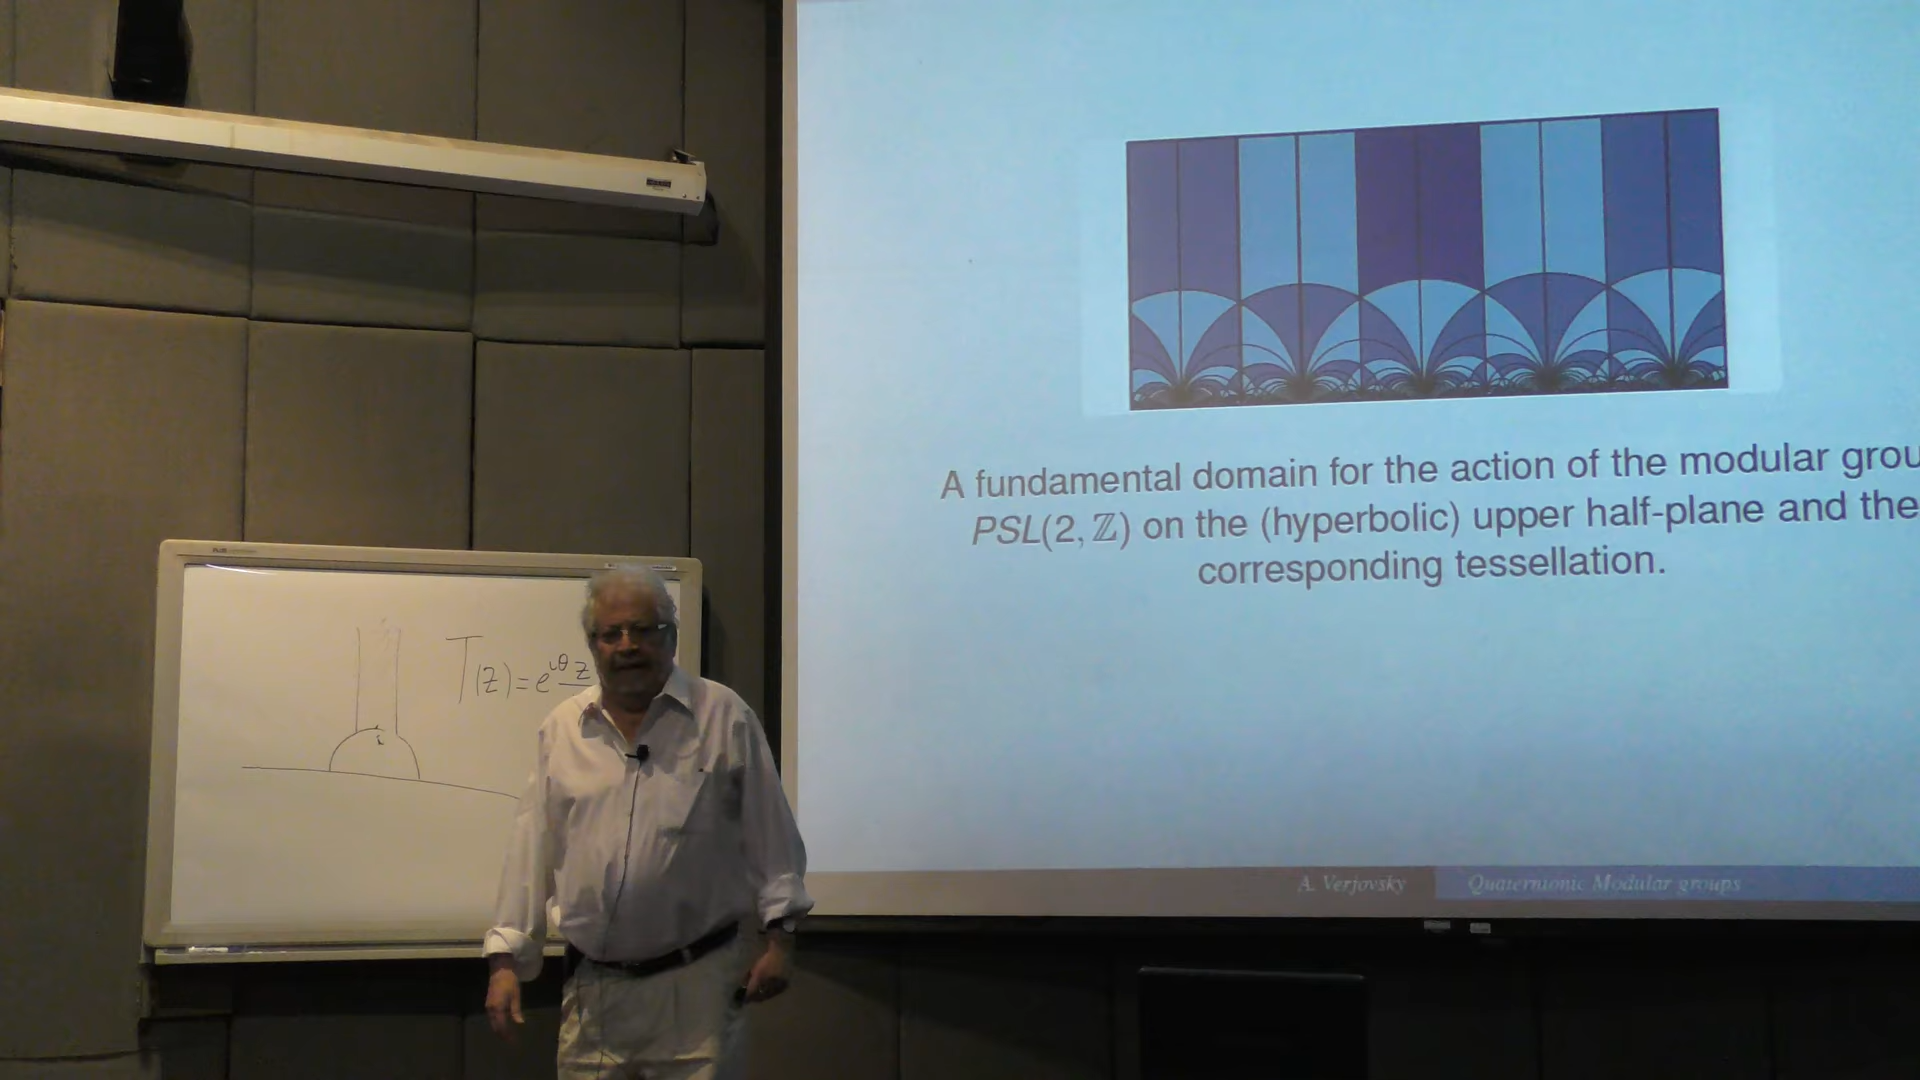 T(z) = e^{iθ} z
i
A fundamental domain for the action of the modular grou
PSL(2, ℤ) on the (hyperbolic) upper half-plane and the
corresponding tessellation.
A. Verjovsky Quaternionic Modular groups